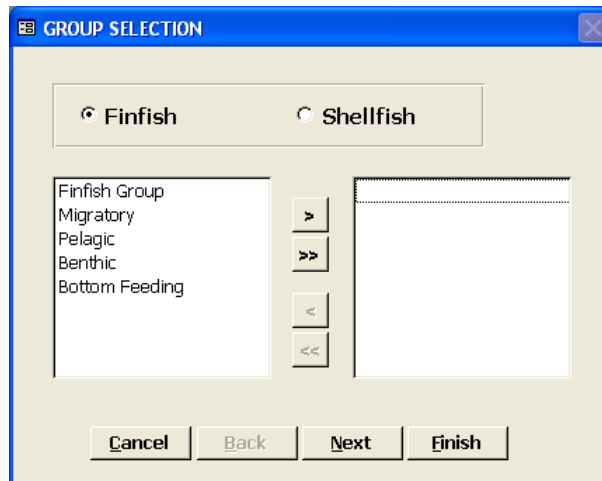 GROUP SELECTION
Finfish Shellfish
Finfish Group
Migratory
Pelagic
Benthic
Bottom Feeding
>
>>
<
<<
Cancel Back Next Finish